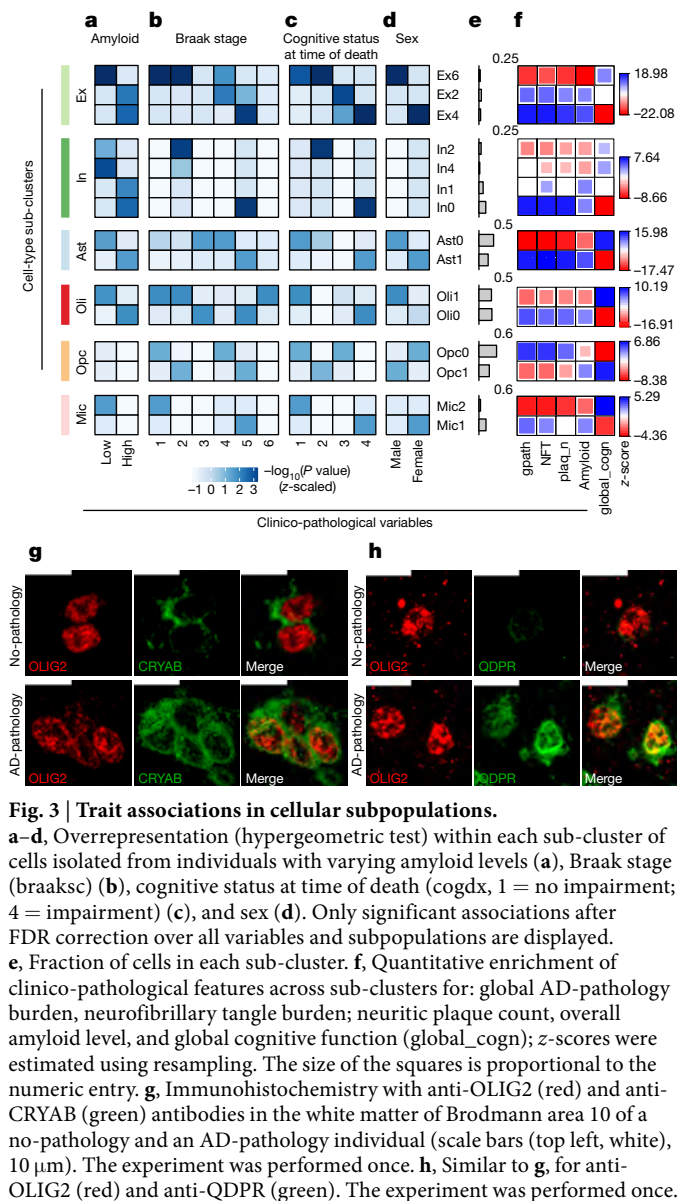 a b c d e f
Amyloid Braak stage Cognitive status at time of death Sex
0.25
Ex Ex6 18.98
Ex2
Ex4 −22.08
0.25
In In2 7.64
In4
In1
In0 −8.66
0.5
Ast Ast0 15.98
Ast1 −17.47
0.5
Oli Oli1 10.19
Oli0 −16.91
0.6
Opc Opc0 6.86
Opc1 −8.38
0.6
Mic Mic2 5.29
Mic1 −4.36
Cell-type sub-clusters
Low High 1 2 3 4 5 6 1 2 3 4 Male Female gpath NFT plaq_n Amyloid global_cogn z-score
−log10(P value)
(z-scaled)
−1 0 1 2 3
Clinico-pathological variables
g h
No-pathology OLIG2 CRYAB Merge No-pathology OLIG2 QDPR Merge
AD-pathology OLIG2 CRYAB Merge AD-pathology OLIG2 QDPR Merge
Fig. 3 | Trait associations in cellular subpopulations.
a–d, Overrepresentation (hypergeometric test) within each sub-cluster of
cells isolated from individuals with varying amyloid levels (a), Braak stage
(braaksc) (b), cognitive status at time of death (cogdx, 1 = no impairment;
4 = impairment) (c), and sex (d). Only significant associations after
FDR correction over all variables and subpopulations are displayed.
e, Fraction of cells in each sub-cluster. f, Quantitative enrichment of
clinico-pathological features across sub-clusters for: global AD-pathology
burden, neurofibrillary tangle burden; neuritic plaque count, overall
amyloid level, and global cognitive function (global_cogn); z-scores were
estimated using resampling. The size of the squares is proportional to the
numeric entry. g, Immunohistochemistry with anti-OLIG2 (red) and anti-
CRYAB (green) antibodies in the white matter of Brodmann area 10 of a
no-pathology and an AD-pathology individual (scale bars (top left, white),
10 μm). The experiment was performed once. h, Similar to g, for anti-
OLIG2 (red) and anti-QDPR (green). The experiment was performed once.